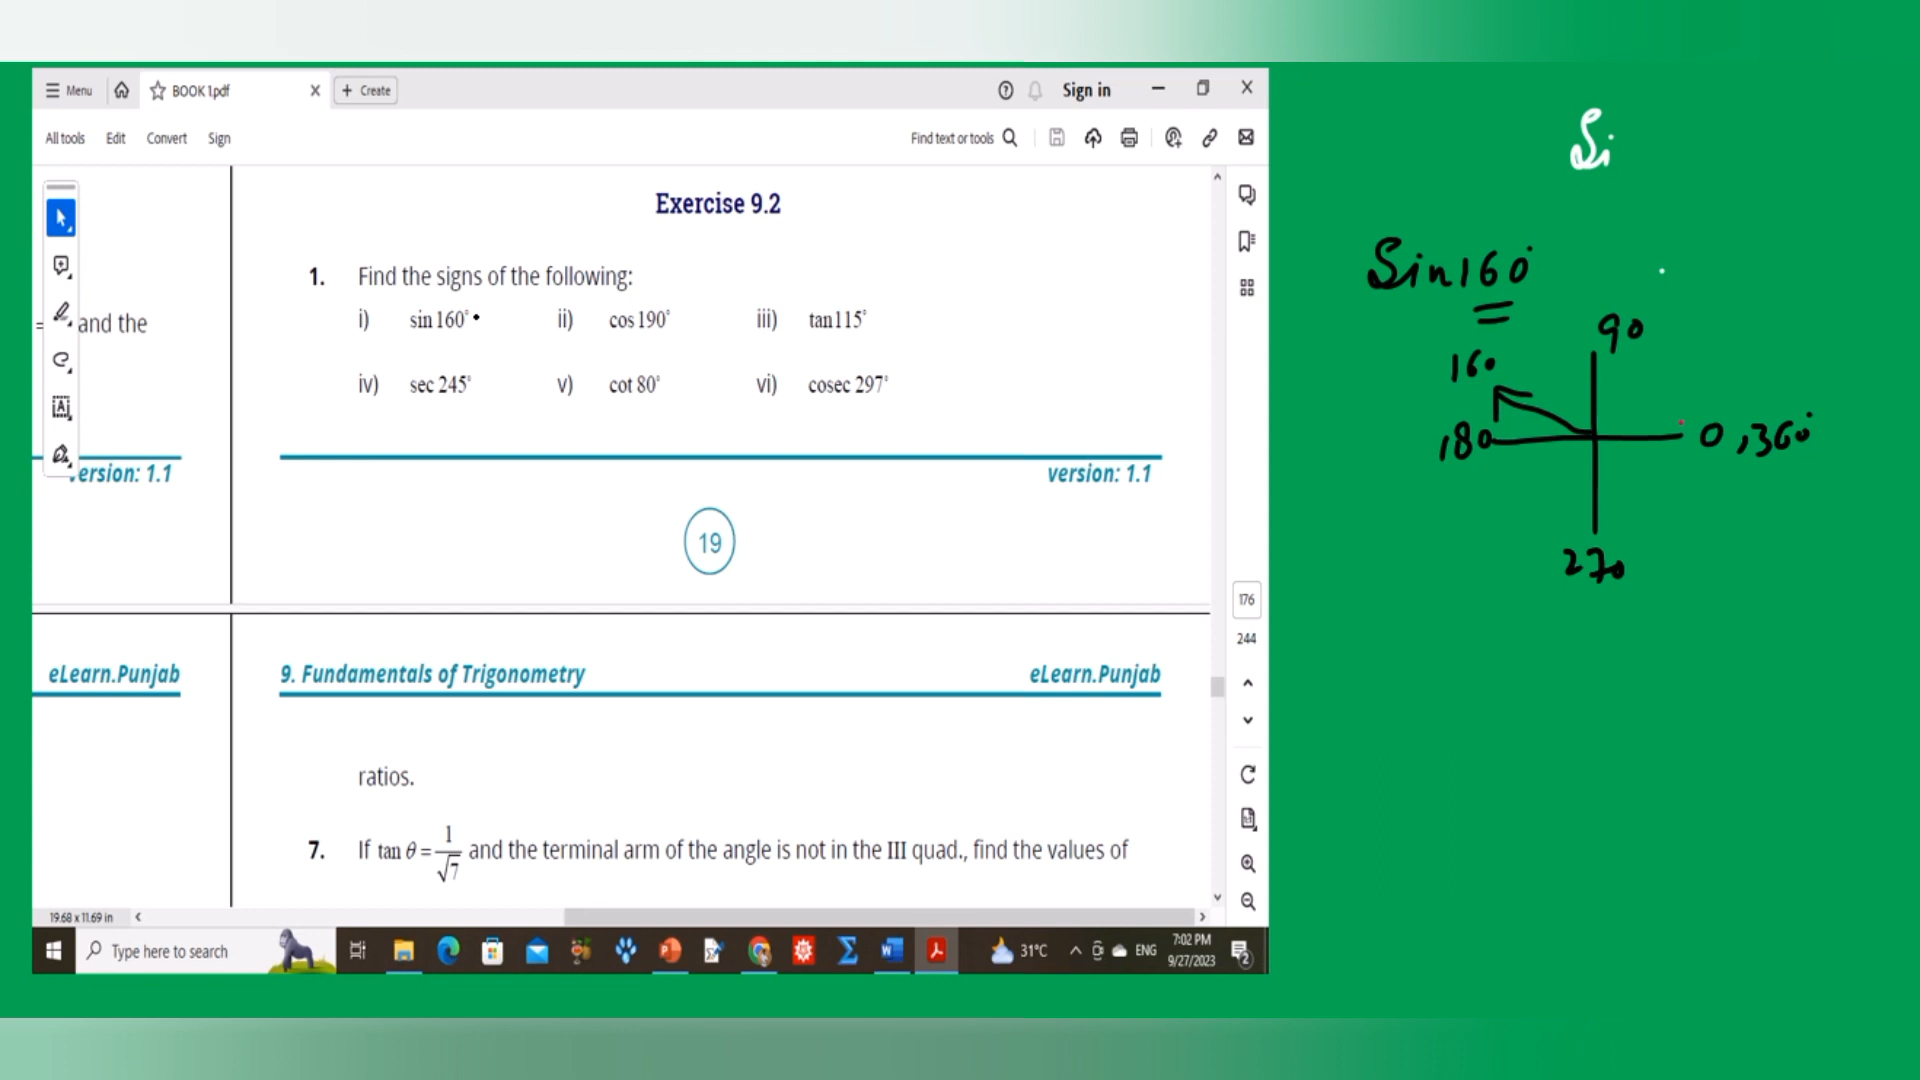 Menu
BOOK 1.pdf
Create
Sign in
All tools Edit Convert Sign
Find text or tools
Exercise 9.2
1. Find the signs of the following:
= and the
i) sin 160° ii) cos 190° iii) tan 115°
iv) sec 245° v) cot 80° vi) cosec 297°
version: 1.1
version: 1.1
19
176
244
eLearn.Punjab
9. Fundamentals of Trigonometry
eLearn.Punjab
ratios.
7. If tan θ = 1/√7 and the terminal arm of the angle is not in the III quad., find the values of
19.68 x 11.69 in
Type here to search
31°C
ENG
7:02 PM
9/27/2023
2
Si
Sin160°
90
160
180
0,360°
270